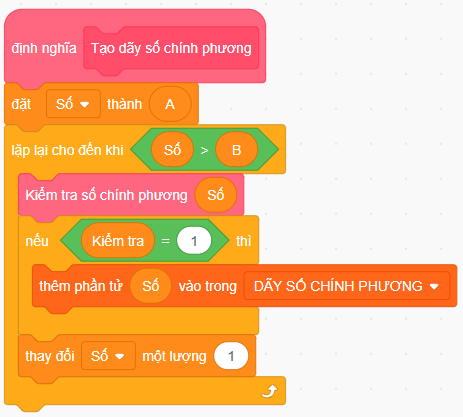 định nghĩa Tạo dãy số chính phương
đặt Số thành A
lặp lại cho đến khi Số > B
Kiểm tra số chính phương Số
nếu Kiểm tra = 1 thì
thêm phần tử Số vào trong DÃY SỐ CHÍNH PHƯƠNG
thay đổi Số một lượng 1